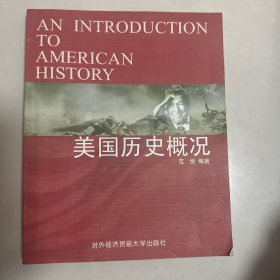 AN INTRODUCTION
TO
AMERICAN
HISTORY
美国历史概况
范悦 编著
对外经济贸易大学出版社